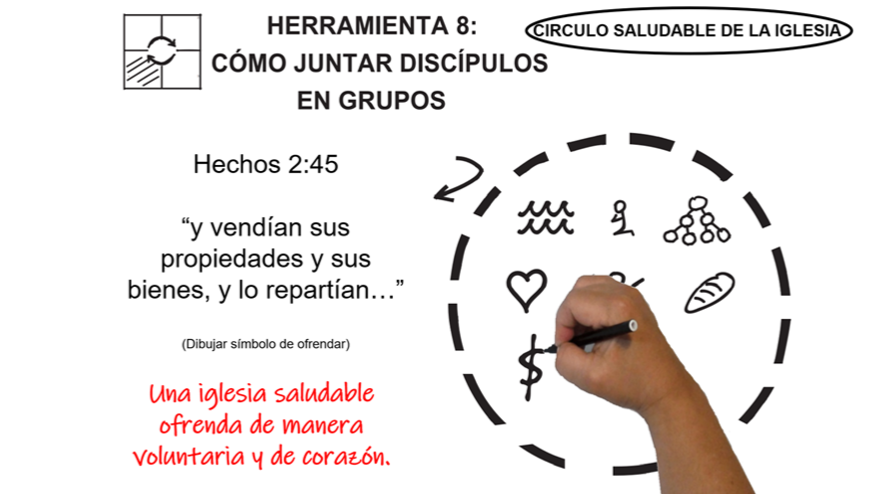 HERRAMIENTA 8:
CÓMO JUNTAR DISCÍPULOS
EN GRUPOS
CIRCULO SALUDABLE DE LA IGLESIA
Hechos 2:45
“y vendían sus
propiedades y sus
bienes, y lo repartían…”
(Dibujar símbolo de ofrendar)
Una iglesia saludable
ofrenda de manera
voluntaria y de corazón.
$